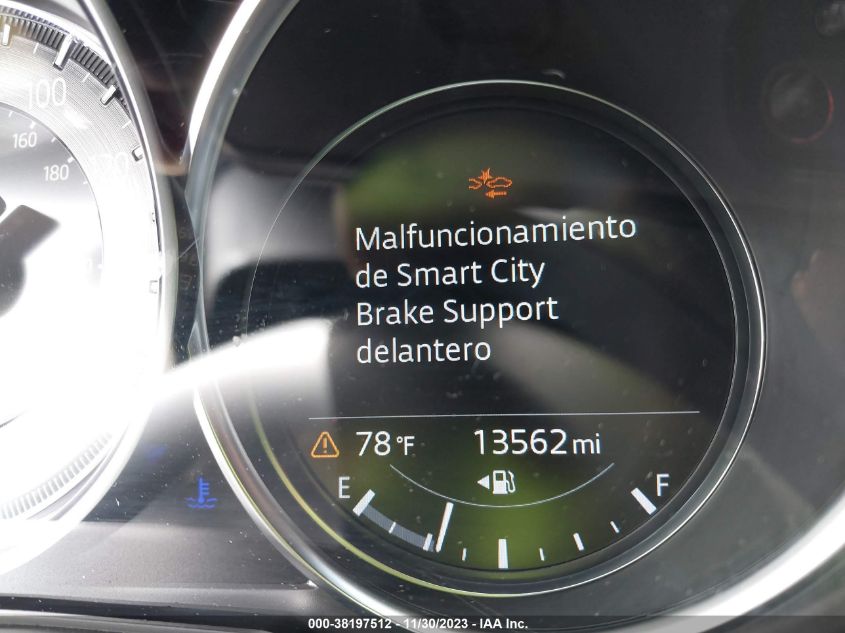 100
160
180
120
Malfuncionamiento
de Smart City
Brake Support
delantero
78 °F 13562 mi
E F
000-38197512 - 11/30/2023 - IAA Inc.